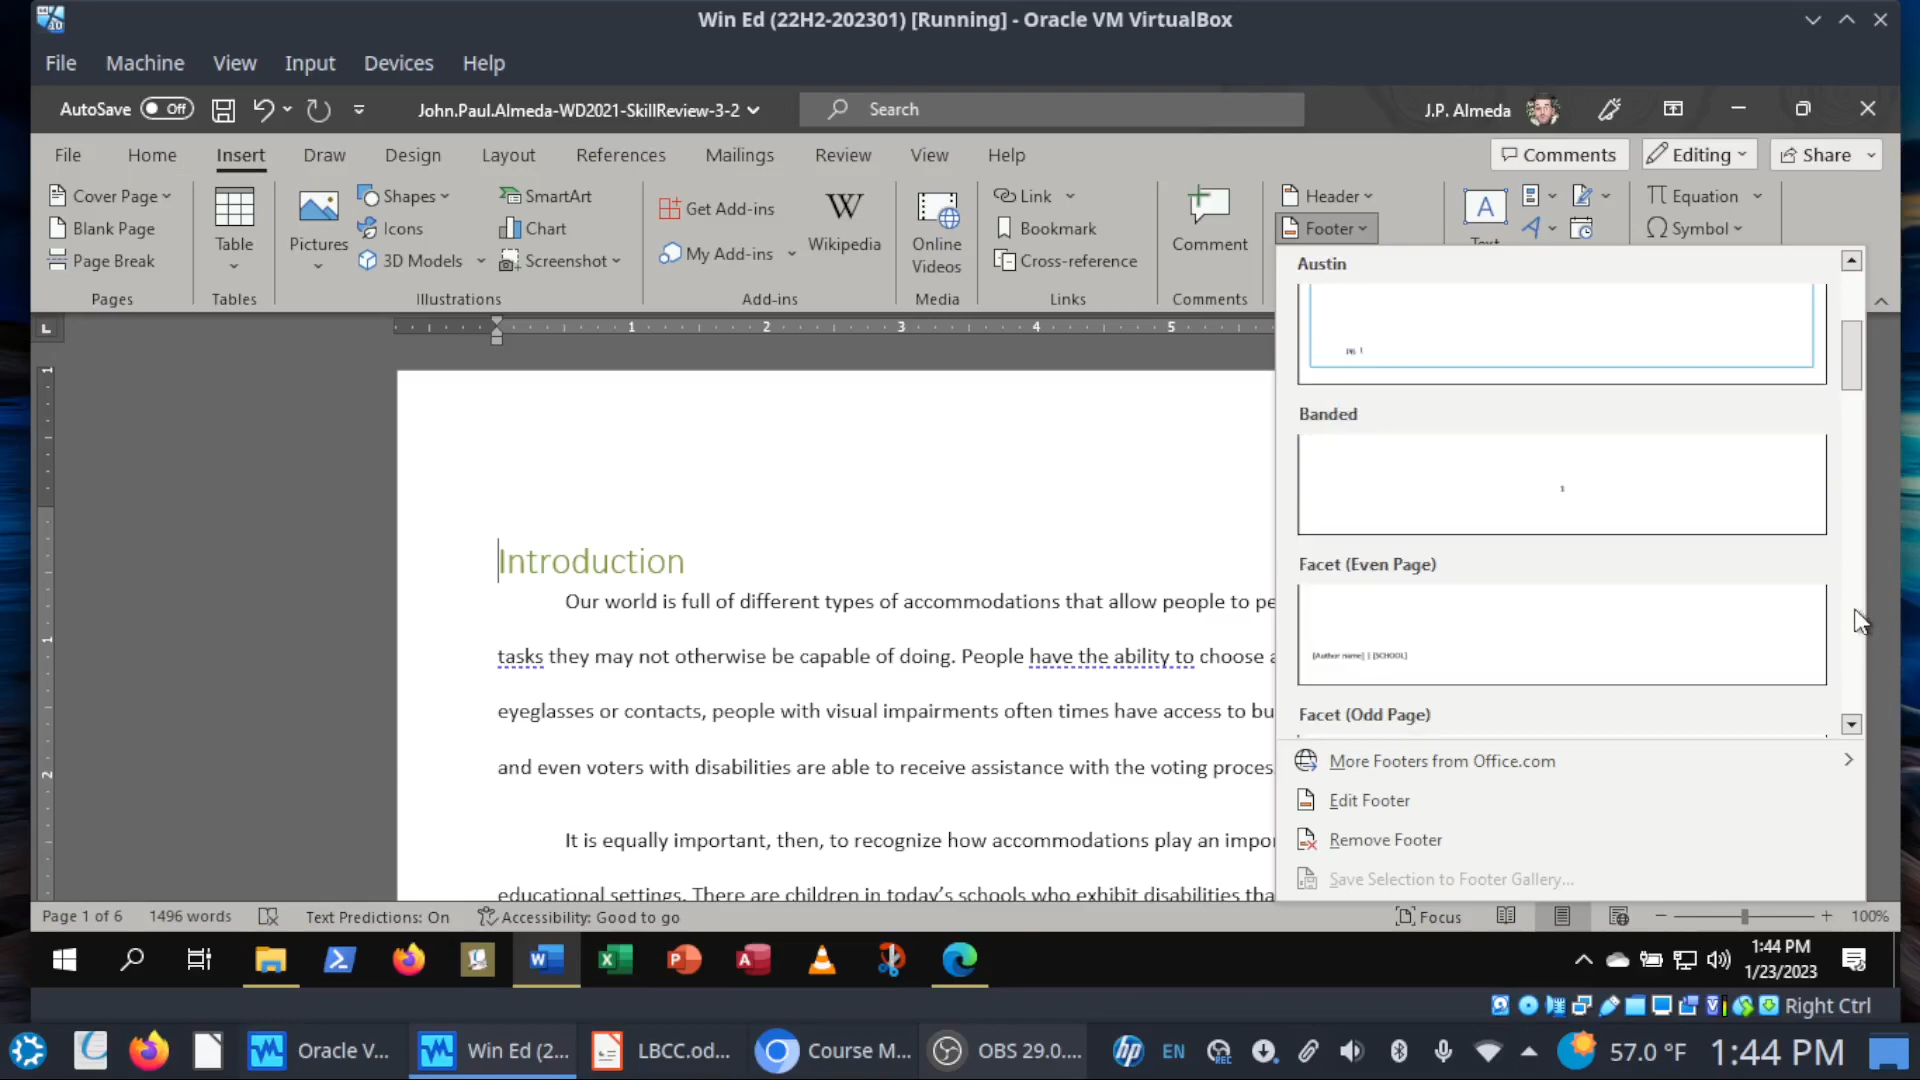 Win Ed (22H2-202301) [Running] - Oracle VM VirtualBox
File Machine View Input Devices Help
AutoSave Off John.Paul.Almeda-WD2021-SkillReview-3-2 Search J.P. Almeda
File Home Insert Draw Design Layout References Mailings Review View Help Comments Editing Share
Cover Page
Blank Page
Page Break
Pages
Table
Tables
Pictures
Shapes
Icons
3D Models
SmartArt
Chart
Screenshot
Illustrations
Get Add-ins
My Add-ins
Wikipedia
Add-ins
Online
Videos
Media
Link
Bookmark
Cross-reference
Links
Comment
Comments
Header
Footer
Equation
Symbol
1 2 3 4 5
Introduction
Our world is full of different types of accommodations that allow people to pe
tasks they may not otherwise be capable of doing. People have the ability to choose a
eyeglasses or contacts, people with visual impairments often times have access to bu
and even voters with disabilities are able to receive assistance with the voting proces
It is equally important, then, to recognize how accommodations play an impor
educational settings. There are children in today's schools who exhibit disabilities tha
Austin
Banded
Facet (Even Page)
[Author name] | [SCHOOL]
Facet (Odd Page)
More Footers from Office.com
Edit Footer
Remove Footer
Save Selection to Footer Gallery...
Page 1 of 6 1496 words Text Predictions: On Accessibility: Good to go Focus 100%
1:44 PM
1/23/2023
Right Ctrl
Oracle V... Win Ed (2... LBCC.od... Course M... OBS 29.0.... EN 57.0 °F 1:44 PM